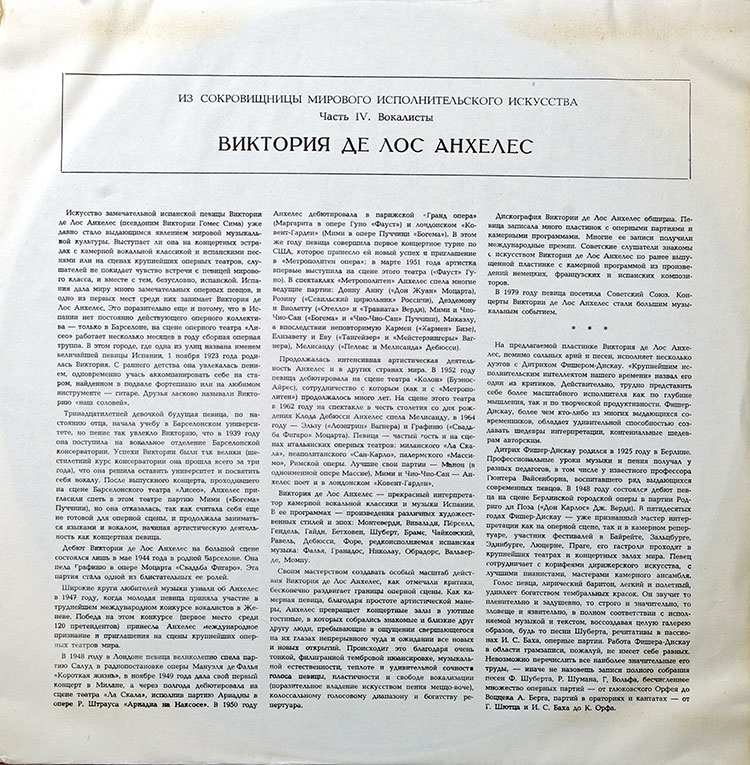 ИЗ СОКРОВИЩНИЦЫ МИРОВОГО ИСПОЛНИТЕЛЬСКОГО ИСКУССТВА
Часть IV. Вокалисты
ВИКТОРИЯ ДЕ ЛОС АНХЕЛЕС
Искусство замечательной испанской певицы Виктории
де Лос Анхелес (псевдоним Виктории Гомес Сима) уже
давно стало выдающимся явлением мировой музыкаль-
ной культуры. Выступает ли она на концертных эстра-
дах с камерной вокальной классикой и испанскими пес-
нями или на сценах крупнейших оперных театров, слу-
шателей не покидает чувство встречи с певицей мирово-
го класса, и вместе с тем, безусловно, испанской. Испа-
ния дала миру много замечательных оперных певцов, и
одно из первых мест среди них занимает Виктория де
Лос Анхелес. Это поразительно еще и потому, что в Ис-
пании нет постоянно действующего оперного коллекти-
ва — только в Барселоне, на сцене оперного театра «Ли-
сео» работает несколько месяцев в году сборная оперная
труппа. В этом городе, где одна из улиц названа именем
величайшей певицы Испании, 1 ноября 1923 года роди-
лась Виктория. С раннего детства она увлекалась пени-
ем, одновременно учась аккомпанировать себе на ста-
ром, найденном в подвале фортепиано или на любимом
инструменте — гитаре. Друзья ласково называли Викто-
рию «наш соловей».
Тринадцатилетней девочкой будущая певица, по на-
стоянию отца, начала учебу в Барселонском университе-
те, но пение так увлекло Викторию, что в 1939 году
она поступила на вокальное отделение Барселонской
консерватории. Успехи Виктории были так велики (ше-
стилетний курс консерватории она прошла всего за три
года), что она решила оставить университет и посвятить
себя вокалу. После выпускного концерта, проходившего
на сцене Барселонского театра «Лисео», Анхелес при-
гласили спеть в этом театре партию Мими («Богема»
Пуччини), но она отказалась, так как считала себя еще
не готовой для оперной сцены, и продолжала занимать-
ся языками и вокалом, начиная артистическую деятель-
ность как концертная певица.
Дебют Виктории де Лос Анхелес на большой сцене
состоялся лишь в мае 1944 года в родной Барселоне. Она
пела Графиню в опере Моцарта «Свадьба Фигаро». Эта
партия стала одной из блистательных ее ролей.
Широкие круги любителей музыки узнали об Анхелес
в 1947 году, когда молодая певица приняла участие в
труднейшем международном конкурсе вокалистов в Же-
неве. Победа на этом конкурсе (первое место среди
120 претендентов) принесла Анхелес международное
признание и приглашения на сцены крупнейших опер-
ных театров мира.
В 1948 году в Лондоне певица великолепно спела пар-
тию Салуд в радиопостановке оперы Мануэля де Фалья
«Короткая жизнь», в ноябре 1949 года дала свой первый
концерт в Милане, а через полгода дебютировала на
сцене театра «Ла Скала», исполнив партию Ариадны в
опере Р. Штрауса «Ариадна на Наксосе». В 1950 году
Анхелес дебютировала в парижской «Гранд опера»
(Маргарита в опере Гуно «Фауст») и лондонском «Ко-
вент-Гарден» (Мими в опере Пуччини «Богема»). В этом
же году певица совершила первое концертное турне по
США, которое принесло ей новый успех и приглашение
в «Метрополитен опера»; в марте 1951 года артистка
впервые выступила на сцене этого театра («Фауст» Гу-
но). В спектаклях «Метрополитен» Анхелес спела многие
ведущие партии: Донну Анну («Дон Жуан» Моцарта),
Розину («Севильский цирюльник» Россини), Дездемону
и Виолетту («Отелло» и «Травиата» Верди), Мими и Чио-
Чио-Сан («Богема» и «Чио-Чио-Сан» Пуччини), Микаэлу,
а впоследствии неповторимую Кармен («Кармен» Бизе),
Елизавету и Еву («Тангейзер» и «Мейстерзингеры» Ваг-
нера), Мелисанду («Пелеас и Мелисанда» Дебюсси).
Продолжалась интенсивная артистическая деятель-
ность Анхелес и в других странах мира. В 1952 году
певица дебютировала на сцене театра «Колон» (Буэнос-
Айрес), сотрудничество с которым (как и с «Метропо-
литен») продолжалось много лет. На сцене этого театра
в 1962 году на спектакле в честь столетия со дня рож-
дения Клода Дебюсси Анхелес спела Мелисанду, в 1964
году — Эльзу («Лоэнгрин» Вагнера) и Графиню («Свадь-
ба Фигаро» Моцарта). Певица — частый гость и на сце-
нах итальянских оперных театров: миланского «Ла Ска-
ла», неаполитанского «Сан-Карло», палермского «Масси-
мо», Римской оперы. Лучшие свои партии — Манон (в
одноименной опере Массне), Мими и Чио-Чио-Сан — Ан-
хелес поет и в лондонском «Ковент-Гарден».
Виктория де Лос Анхелес — прекрасный интерпрета-
тор камерной вокальной классики и музыки Испании.
В ее программах — произведения различных художест-
венных стилей и эпох: Монтеверди, Вивальди, Пёрселл,
Гендель, Гайдн, Бетховен, Шуберт, Брамс, Чайковский,
Равель, Дебюсси, Форе, редкоисполняемая испанская
музыка: Фалья, Гранадос, Николау, Обрадорс, Вальвер-
де, Момпу.
Своим мастерством создавать особый масштаб дейст-
вия Виктория де Лос Анхелес, как отмечали критики,
бесконечно раздвигает границы оперной сцены. Как ка-
мерная певица, благодаря простоте артистической мане-
ры, Анхелес превращает концертные залы в уютные
гостиные, в которых собрались знакомые и близкие друг
другу люди, пребывающие в ощущении свершающегося
на их глазах непрерывного чуда и ожидании все новых
и новых открытий. Происходит это благодаря очень
тонкой, филигранной тембровой нюансировке, музыкаль-
ной естественности, теплоте и удивительной сочности
голоса певицы, пластичности и свободе вокализации
(поразительное владение искусством пения меццо-воче),
колоссальному голосовому диапазону и богатству ре-
пертуара.
Дискография Виктории де Лос Анхелес обширна. Пе-
вица записала много пластинок с оперными партиями и
камерными программами. Многие ее записи получили
международные премии. Советские слушатели знакомы
с искусством Виктории де Лос Анхелес по ранее выпу-
щенной пластинке с камерной программой из произве-
дений немецких, французских и испанских композито-
ров.
В 1979 году певица посетила Советский Союз. Кон-
церты Виктории де Лос Анхелес стали большим музы-
кальным событием.
* * *
На предлагаемой пластинке Виктория де Лос Анхе-
лес, помимо сольных арий и песен, исполняет несколько
дуэтов с Дитрихом Фишером-Дискау. «Крупнейшим ис-
полнительским интеллектом нашего времени» назвал его
один из критиков. Действительно, трудно представить
себе более масштабного исполнителя как по глубине
мышления, так и по творческой продуктивности. Фишер-
Дискау, более чем кто-либо из многих выдающихся со-
временников, обладает удивительной способностью соз-
давать шедевры интерпретации, конгениальные шедев-
рам авторским.
Дитрих Фишер-Дискау родился в 1925 году в Берлине.
Профессиональные уроки музыки и пения получал у
разных педагогов, в том числе у известного профессора
Гюнтера Вайсенборна, воспитавшего ряд выдающихся
современных певцов. В 1948 году состоялся дебют пев-
ца на сцене Берлинской городской оперы в партии Род-
риго ди Поза («Дон Карлос» Дж. Верди). В пятидесятых
годах Фишер-Дискау — уже признанный мастер интер-
претации как на оперной сцене, так и в камерном репер-
туаре, участник фестивалей в Байрейте, Зальцбурге,
Эдинбурге, Люцерне, Праге, его гастроли проходят в
крупнейших театрах и концертных залах мира. Певец
сотрудничает с корифеями дирижерского искусства, с
лучшими пианистами, мастерами камерного ансамбля.
Голос певца, лирический баритон, легкий и полетный,
удивляет богатством тембральных красок. Он звучит то
пленительно и задушевно, то строго и значительно, то
зловеще и язвительно в полном соответствии с исполн-
яемой музыкой и текстом, воссоздавая целую галерею
образов, будь то песни Шуберта, речитативы в пассио-
нах И. С. Баха, оперные партии. Работа Фишера-Дискау
в области грамзаписи, пожалуй, не имеет себе равных.
Невозможно перечислить все наиболее значительные его
труды, — иначе не назовешь записи полного собрания
песен Ф. Шуберта, Р. Шумана, Г. Вольфа, бесчисленное
множество оперных партий — от глюковского Орфея до
Воццека А. Берга, партий в ораториях и кантатах — от
Г. Шютца и И. С. Баха до К. Орфа.